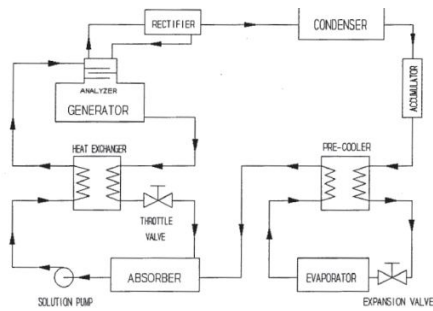 RECTIFIER
CONDENSER
ANALYZER
GENERATOR
ACCUMULATOR
HEAT EXCHANGER
PRE-COOLER
THROTTLE
VALVE
ABSORBER
EVAPORATOR
SOLUTION PUMP
EXPANSION VALVE